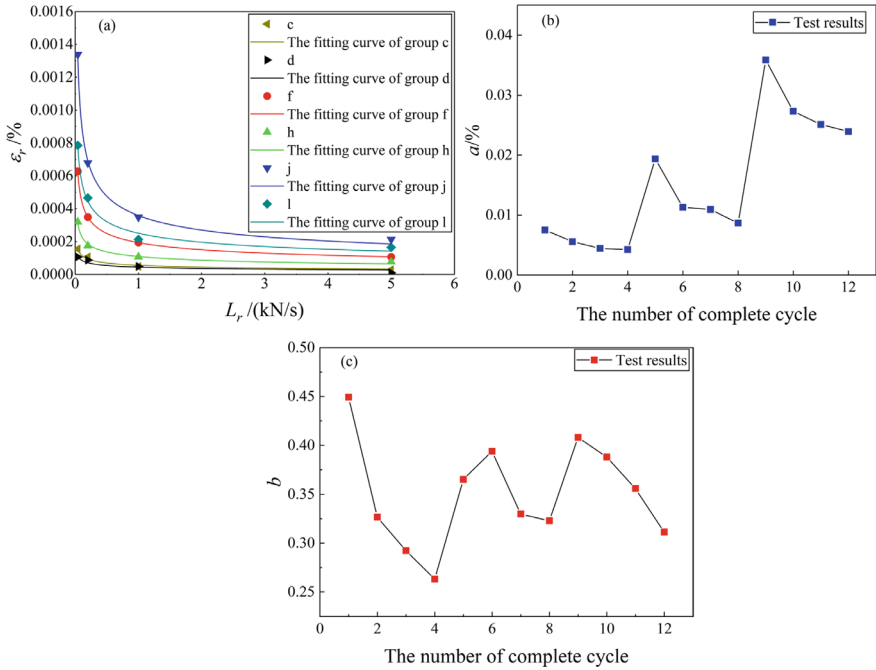 (a)
c
The fitting curve of group c
d
The fitting curve of group d
f
The fitting curve of group f
h
The fitting curve of group h
j
The fitting curve of group j
l
The fitting curve of group l
0.0016
0.0014
0.0012
0.0010
0.0008
0.0006
0.0004
0.0002
0.0000
εr /%
0 1 2 3 4 5 6
Lr /(kN/s)
(b)
Test results
0.04
0.03
0.02
0.01
0.00
a/%
0 2 4 6 8 10 12
The number of complete cycle
(c)
Test results
0.50
0.45
0.40
0.35
0.30
0.25
b
0 2 4 6 8 10 12
The number of complete cycle